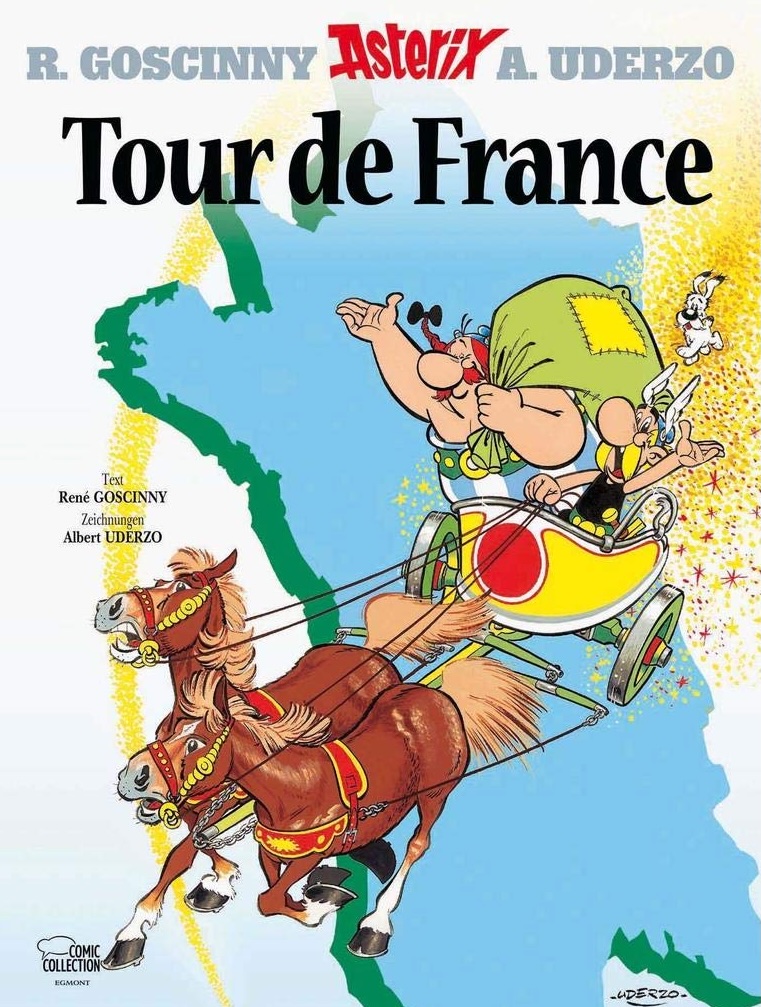 R. GOSCINNY Asterix A. UDERZO
Tour de France
Text
René GOSCINNY
Zeichnungen
Albert UDERZO
COMIC
COLLECTION
EGMONT
-UDERZO-